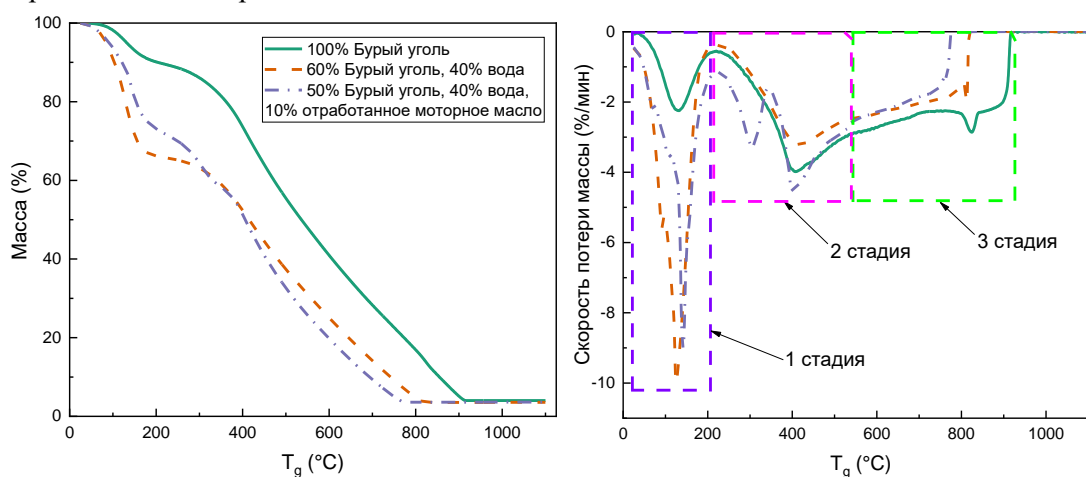 100
80
60
40
20
0
Масса (%)
100% Бурый уголь
60% Бурый уголь, 40% вода
50% Бурый уголь, 40% вода,
10% отработанное моторное масло
0 200 400 600 800 1000
Tg (°C)
0
-2
-4
-6
-8
-10
Скорость потери массы (%/мин)
2 стадия
3 стадия
1 стадия
0 200 400 600 800 1000
Tg (°C)